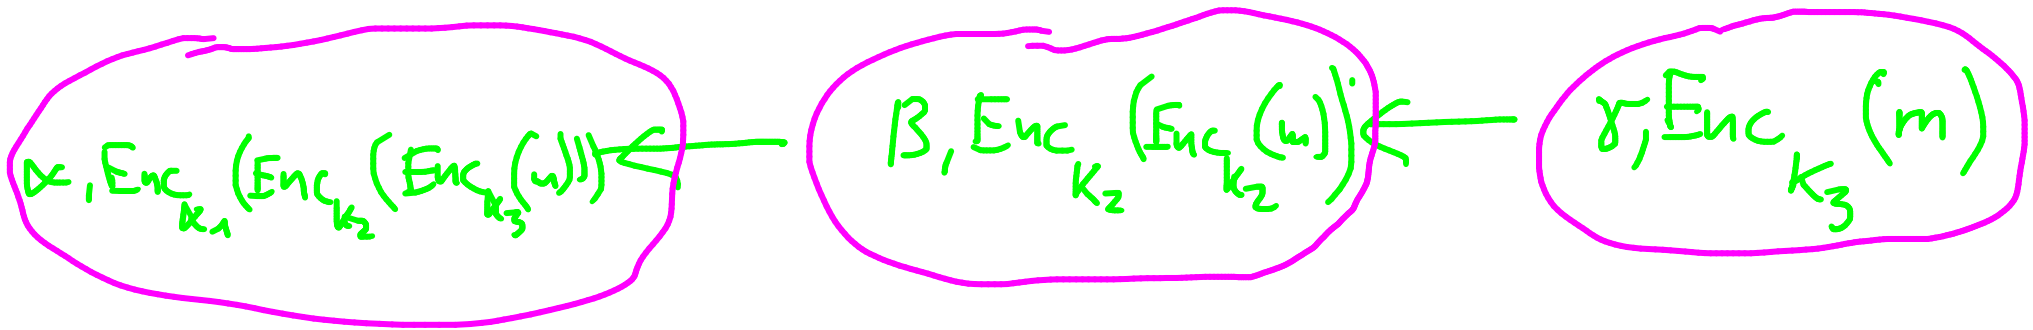 α, Enc_K₁(Enc_K₂(Enc_K₃(m)))
β, Enc_K₂(Enc_K₂(m))
γ, Enc_K₃(m)